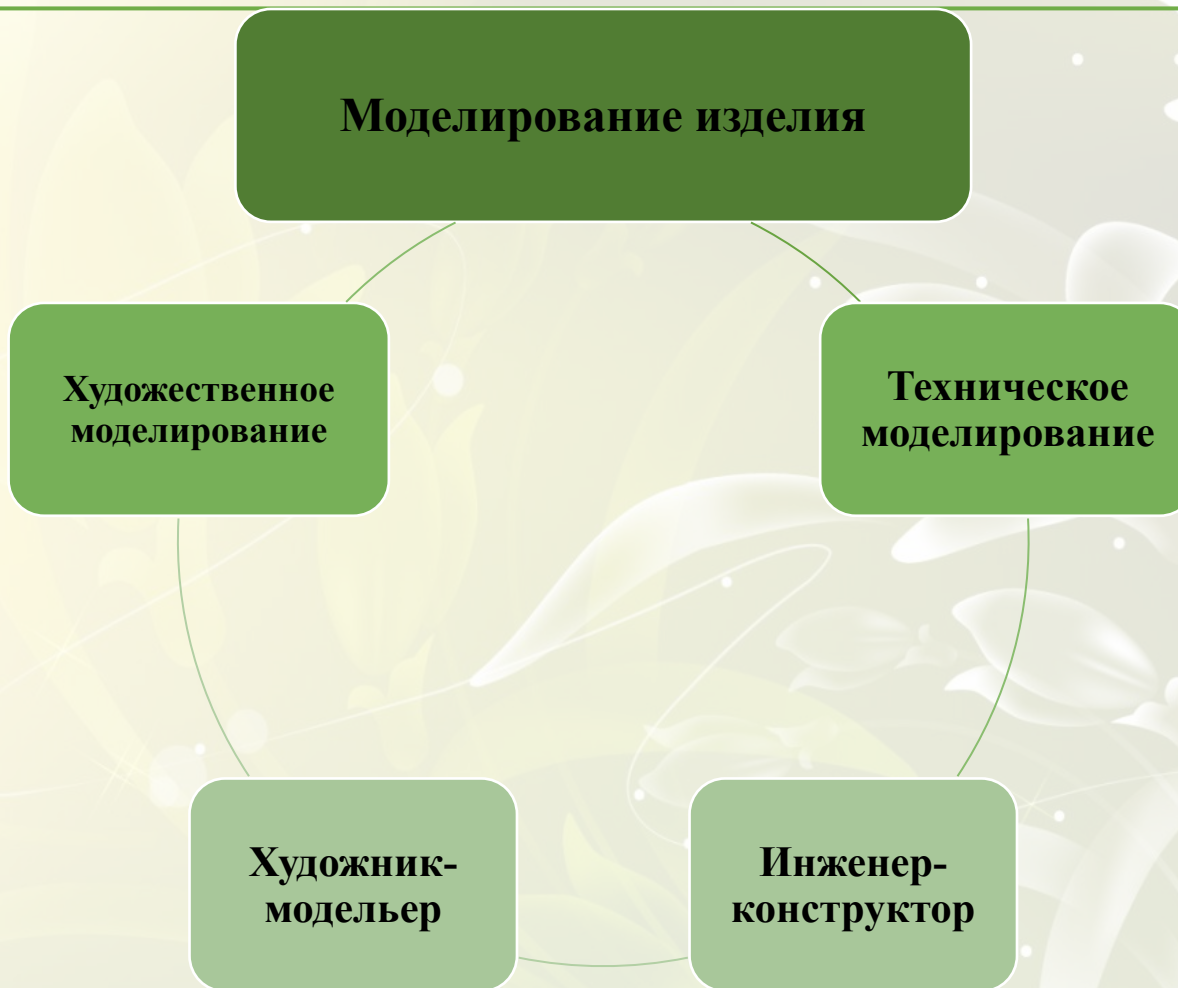 Моделирование изделия
Художественное
моделирование
Техническое
моделирование
Художник-
модельер
Инженер-
конструктор